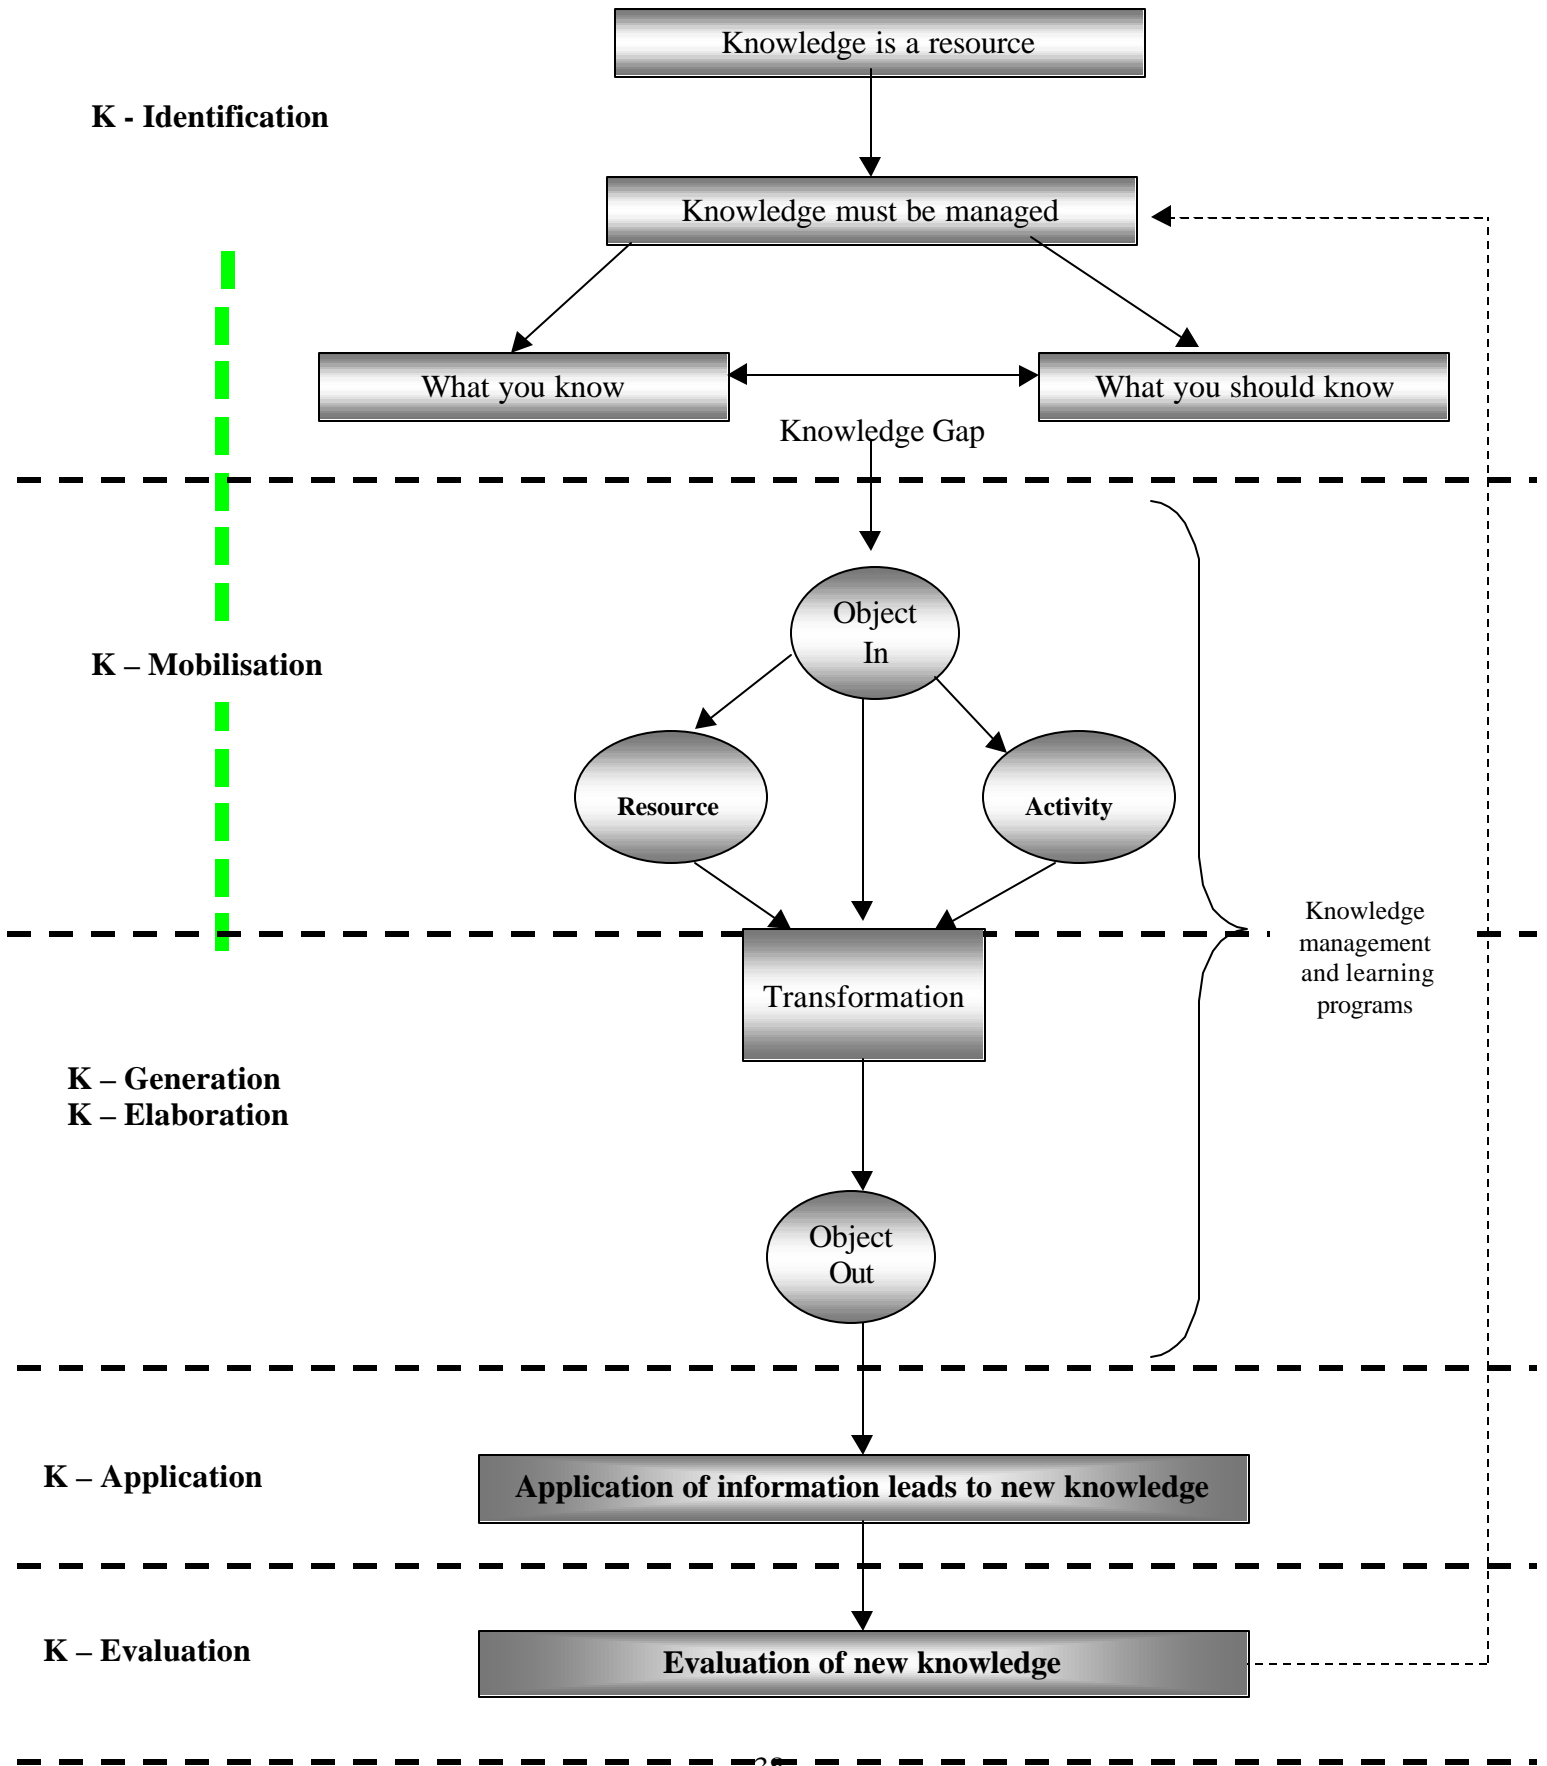 Knowledge is a resource
K - Identification
Knowledge must be managed
What you know
What you should know
Knowledge Gap
Object
In
K – Mobilisation
Resource
Activity
Knowledge
management
and learning
programs
Transformation
K – Generation
K – Elaboration
Object
Out
K – Application
Application of information leads to new knowledge
K – Evaluation
Evaluation of new knowledge